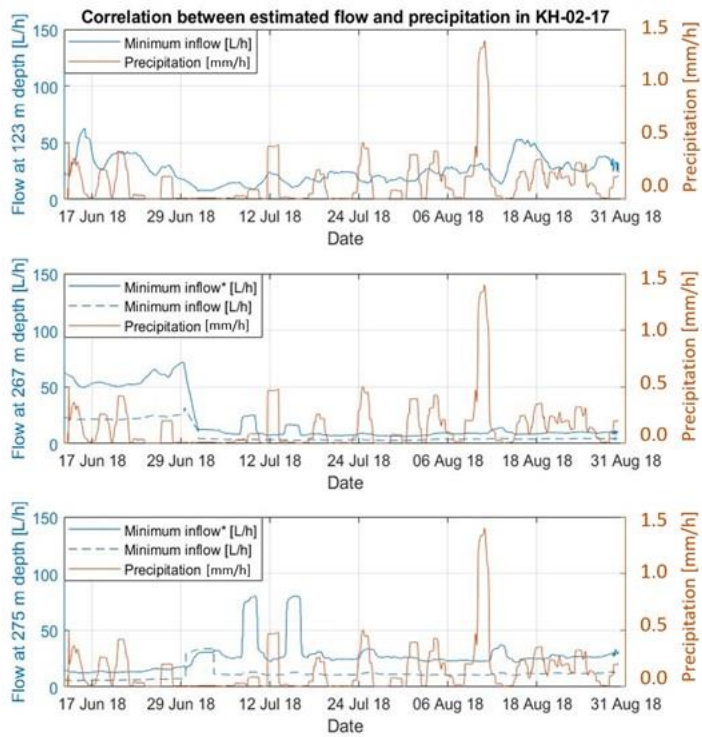 Correlation between estimated flow and precipitation in KH-02-17
Flow at 123 m depth [L/h]
150
100
50
0
Minimum inflow [L/h]
Precipitation [mm/h]
1.5
1.0
0.5
0.0
Precipitation [mm/h]
17 Jun 18 29 Jun 18 12 Jul 18 24 Jul 18 06 Aug 18 18 Aug 18 31 Aug 18
Date
Flow at 267 m depth [L/h]
150
100
50
0
Minimum inflow* [L/h]
Minimum inflow [L/h]
Precipitation [mm/h]
1.5
1.0
0.5
0.0
Precipitation [mm/h]
17 Jun 18 29 Jun 18 12 Jul 18 24 Jul 18 06 Aug 18 18 Aug 18 31 Aug 18
Date
Flow at 275 m depth [L/h]
150
100
50
0
Minimum inflow* [L/h]
Minimum inflow [L/h]
Precipitation [mm/h]
1.5
1.0
0.5
0.0
Precipitation [mm/h]
17 Jun 18 29 Jun 18 12 Jul 18 24 Jul 18 06 Aug 18 18 Aug 18 31 Aug 18
Date